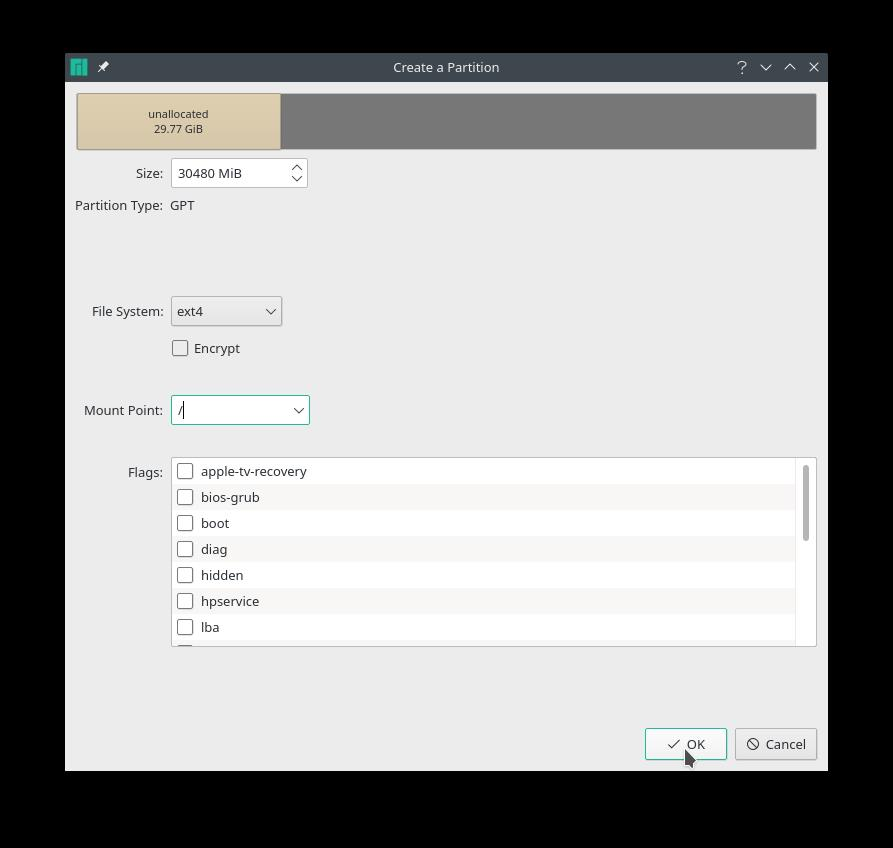 Create a Partition
unallocated
29.77 GiB
Size: 30480 MiB
Partition Type: GPT
File System: ext4
Encrypt
Mount Point: /
Flags: apple-tv-recovery
bios-grub
boot
diag
hidden
hpservice
lba
OK Cancel